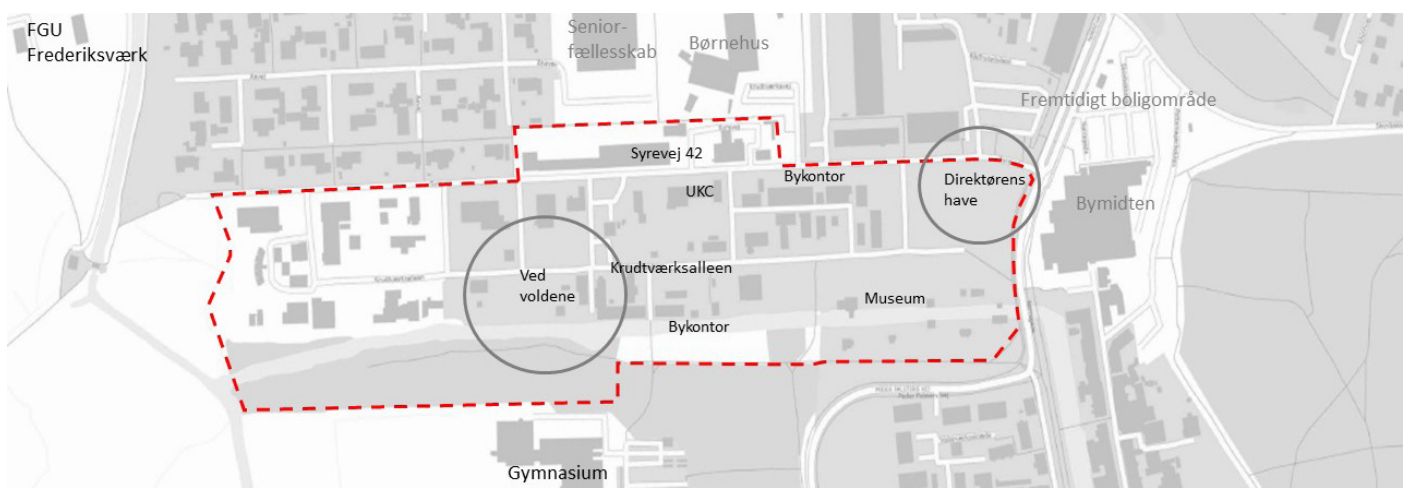 FGU
Frederiksværk
Senior-
fællesskab
Børnehus
Fremtidigt boligområde
Syrevej 42
Bykontor
UKC
Direktørens
have
Bymidten
Krudtværksalleen
Ved
voldene
Krudtværksalleen
Museum
Bykontor
Gymnasium